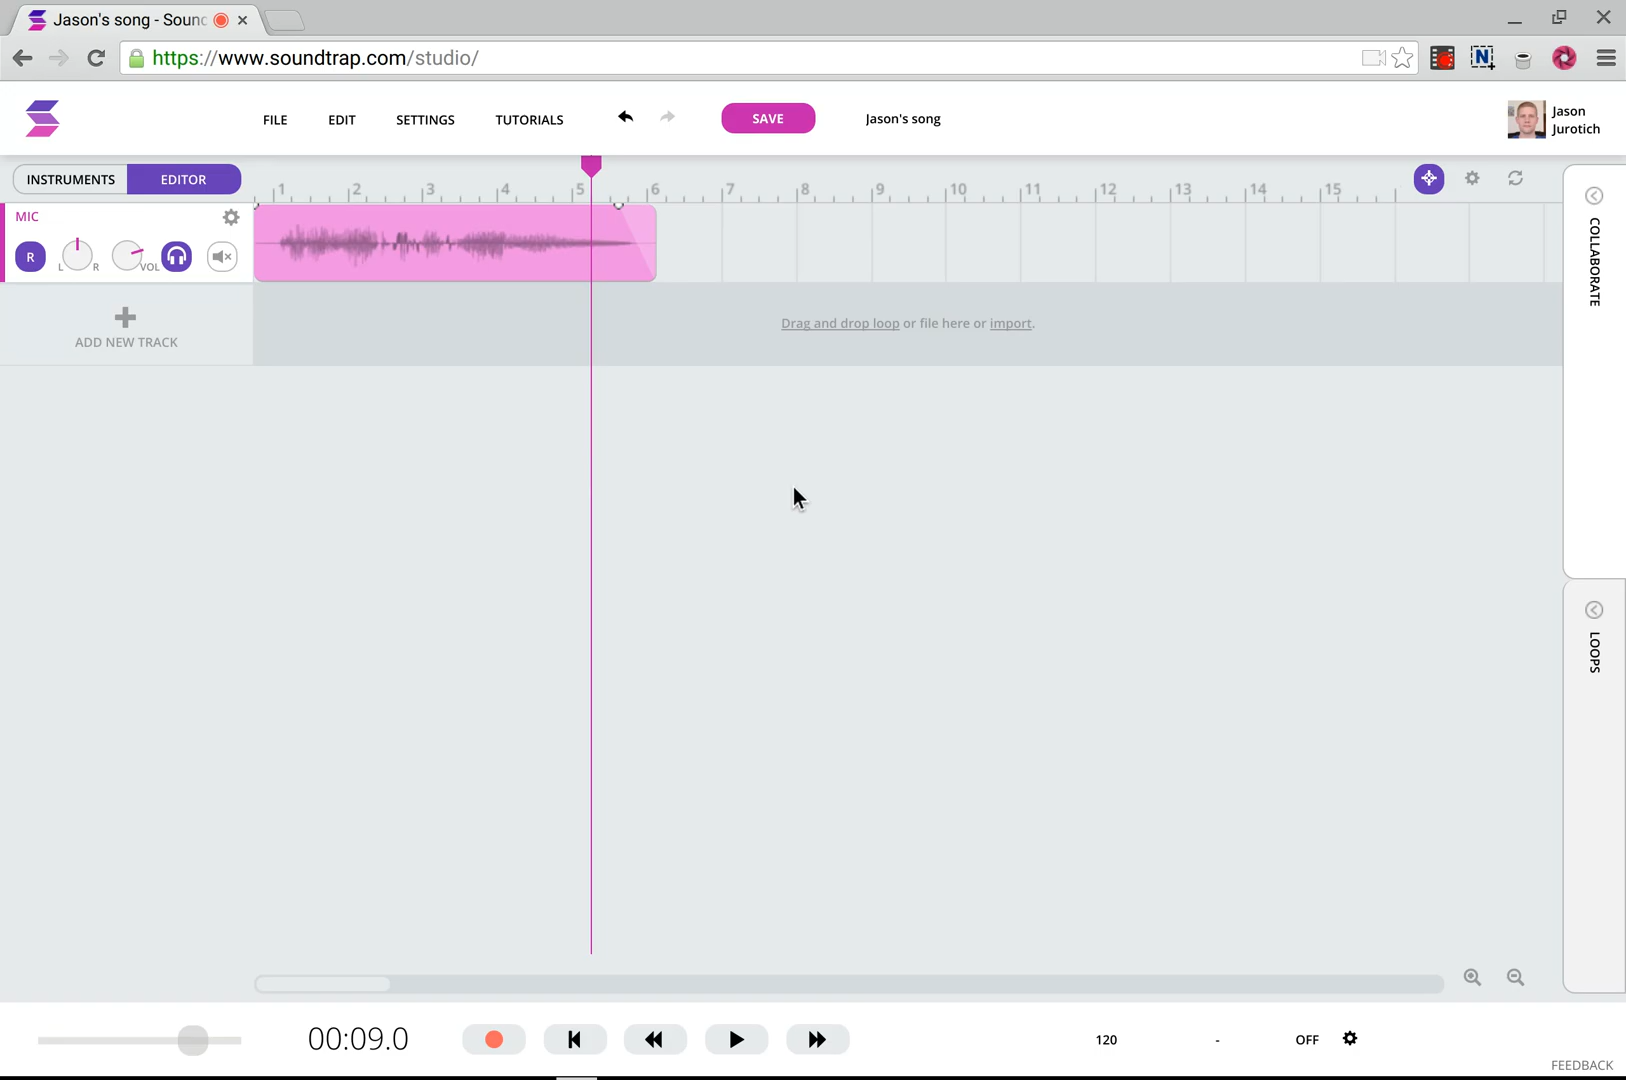 Jason's song - Sounc
https://www.soundtrap.com/studio/
FILE EDIT SETTINGS TUTORIALS SAVE Jason's song
Jason
Jurotich
INSTRUMENTS EDITOR
1 2 3 4 5 6 7 8 9 10 11 12 13 14 15
MIC
R L R VOL
COLLABORATE
ADD NEW TRACK
Drag and drop loop or file here or import.
LOOPS
00:09.0 120 - OFF
FEEDBACK